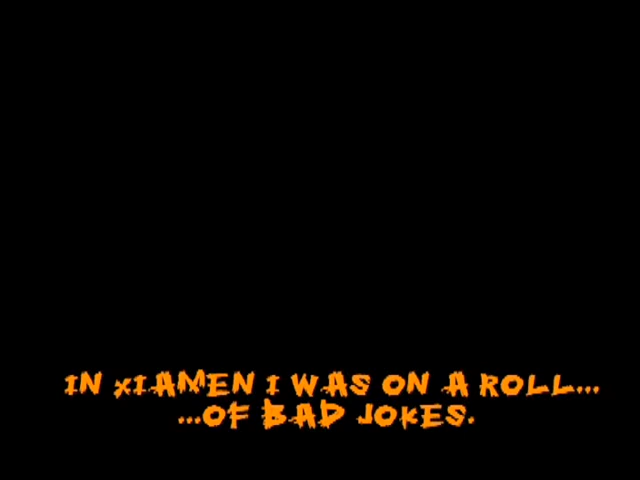 IN XIAMEN I WAS ON A ROLL...
...OF BAD JOKES.